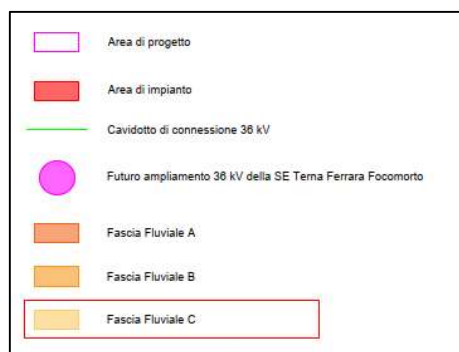 Area di progetto
Area di impianto
Cavidotto di connessione 36 kV
Futuro ampliamento 36 kV della SE Terna Ferrara Focomorto
Fascia Fluviale A
Fascia Fluviale B
Fascia Fluviale C